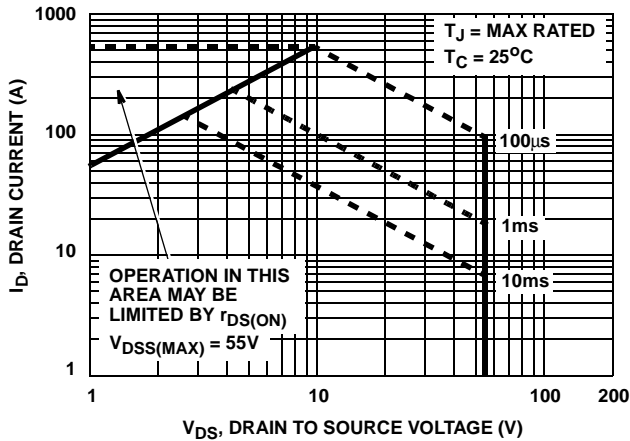 1000
T_J = MAX RATED
T_C = 25°C
100
100µs
1ms
10
OPERATION IN THIS
AREA MAY BE
LIMITED BY r_DS(ON)
V_DSS(MAX) = 55V
10ms
1
1
10
100
200
I_D, DRAIN CURRENT (A)
V_DS, DRAIN TO SOURCE VOLTAGE (V)